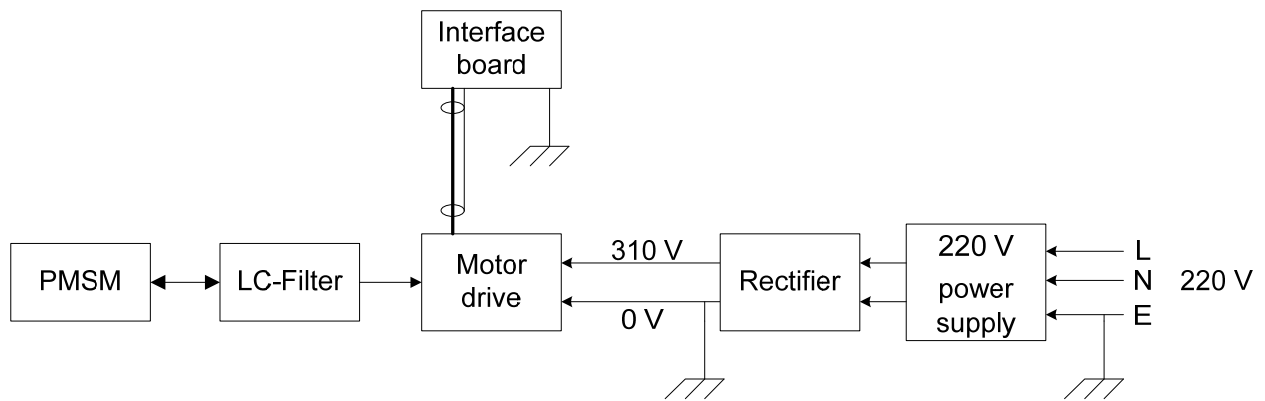 Interface
board
PMSM
LC-Filter
Motor
drive
310 V
0 V
Rectifier
220 V
power
supply
L
N
E
220 V